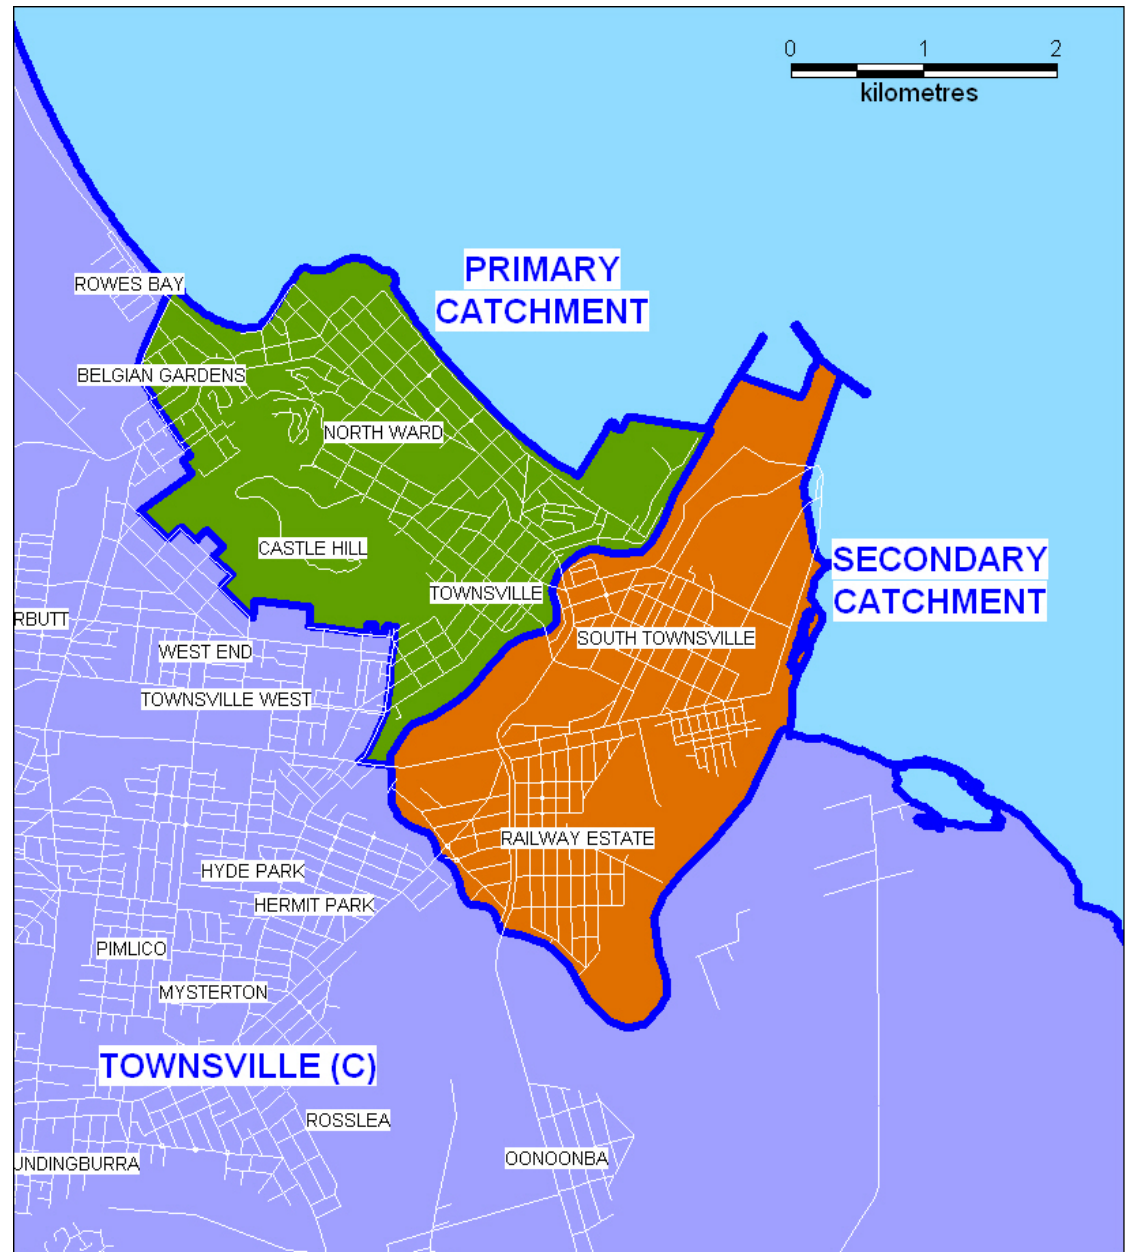 0 1 2
kilometres
PRIMARY
CATCHMENT
ROWES BAY
BELGIAN GARDENS
NORTH WARD
CASTLE HILL
SECONDARY
CATCHMENT
TOWNSVILLE
RBUTT
SOUTH TOWNSVILLE
WEST END
TOWNSVILLE WEST
RAILWAY ESTATE
HYDE PARK
HERMIT PARK
PIMLICO
MYSTERTON
TOWNSVILLE (C)
ROSSLEA
OONOONBA
UNDINGBURRA